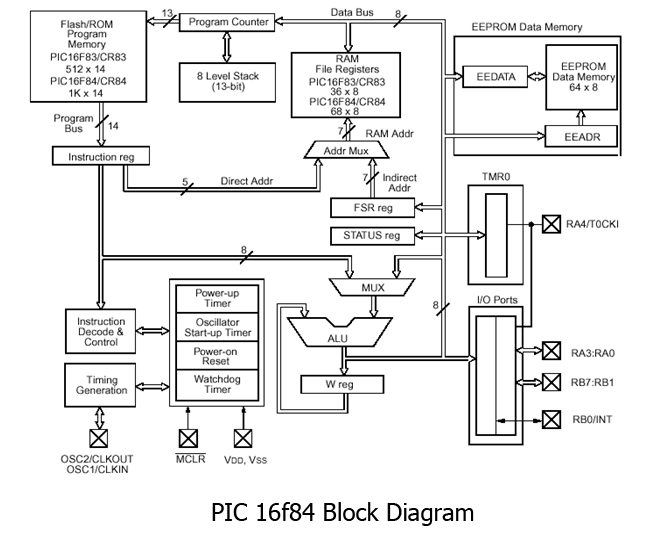 Flash/ROM
Program
Memory
PIC16F83/CR83
512 x 14
PIC16F84/CR84
1K x 14
13
Program Counter
8 Level Stack
(13-bit)
Data Bus
8
RAM
File Registers
PIC16F83/CR83
36 x 8
PIC16F84/CR84
68 x 8
EEPROM Data Memory
EEDATA
EEPROM
Data Memory
64 x 8
EEADR
Program
Bus
14
Instruction reg
7
RAM Addr
Addr Mux
5
Direct Addr
7
Indirect
Addr
FSR reg
STATUS reg
TMR0
RA4/T0CKI
8
MUX
8
I/O Ports
Power-up
Timer
Oscillator
Start-up Timer
Power-on
Reset
Watchdog
Timer
Instruction
Decode &
Control
Timing
Generation
ALU
W reg
RA3:RA0
RB7:RB1
RB0/INT
OSC2/CLKOUT
OSC1/CLKIN
MCLR
VDD, VSS
PIC 16f84 Block Diagram